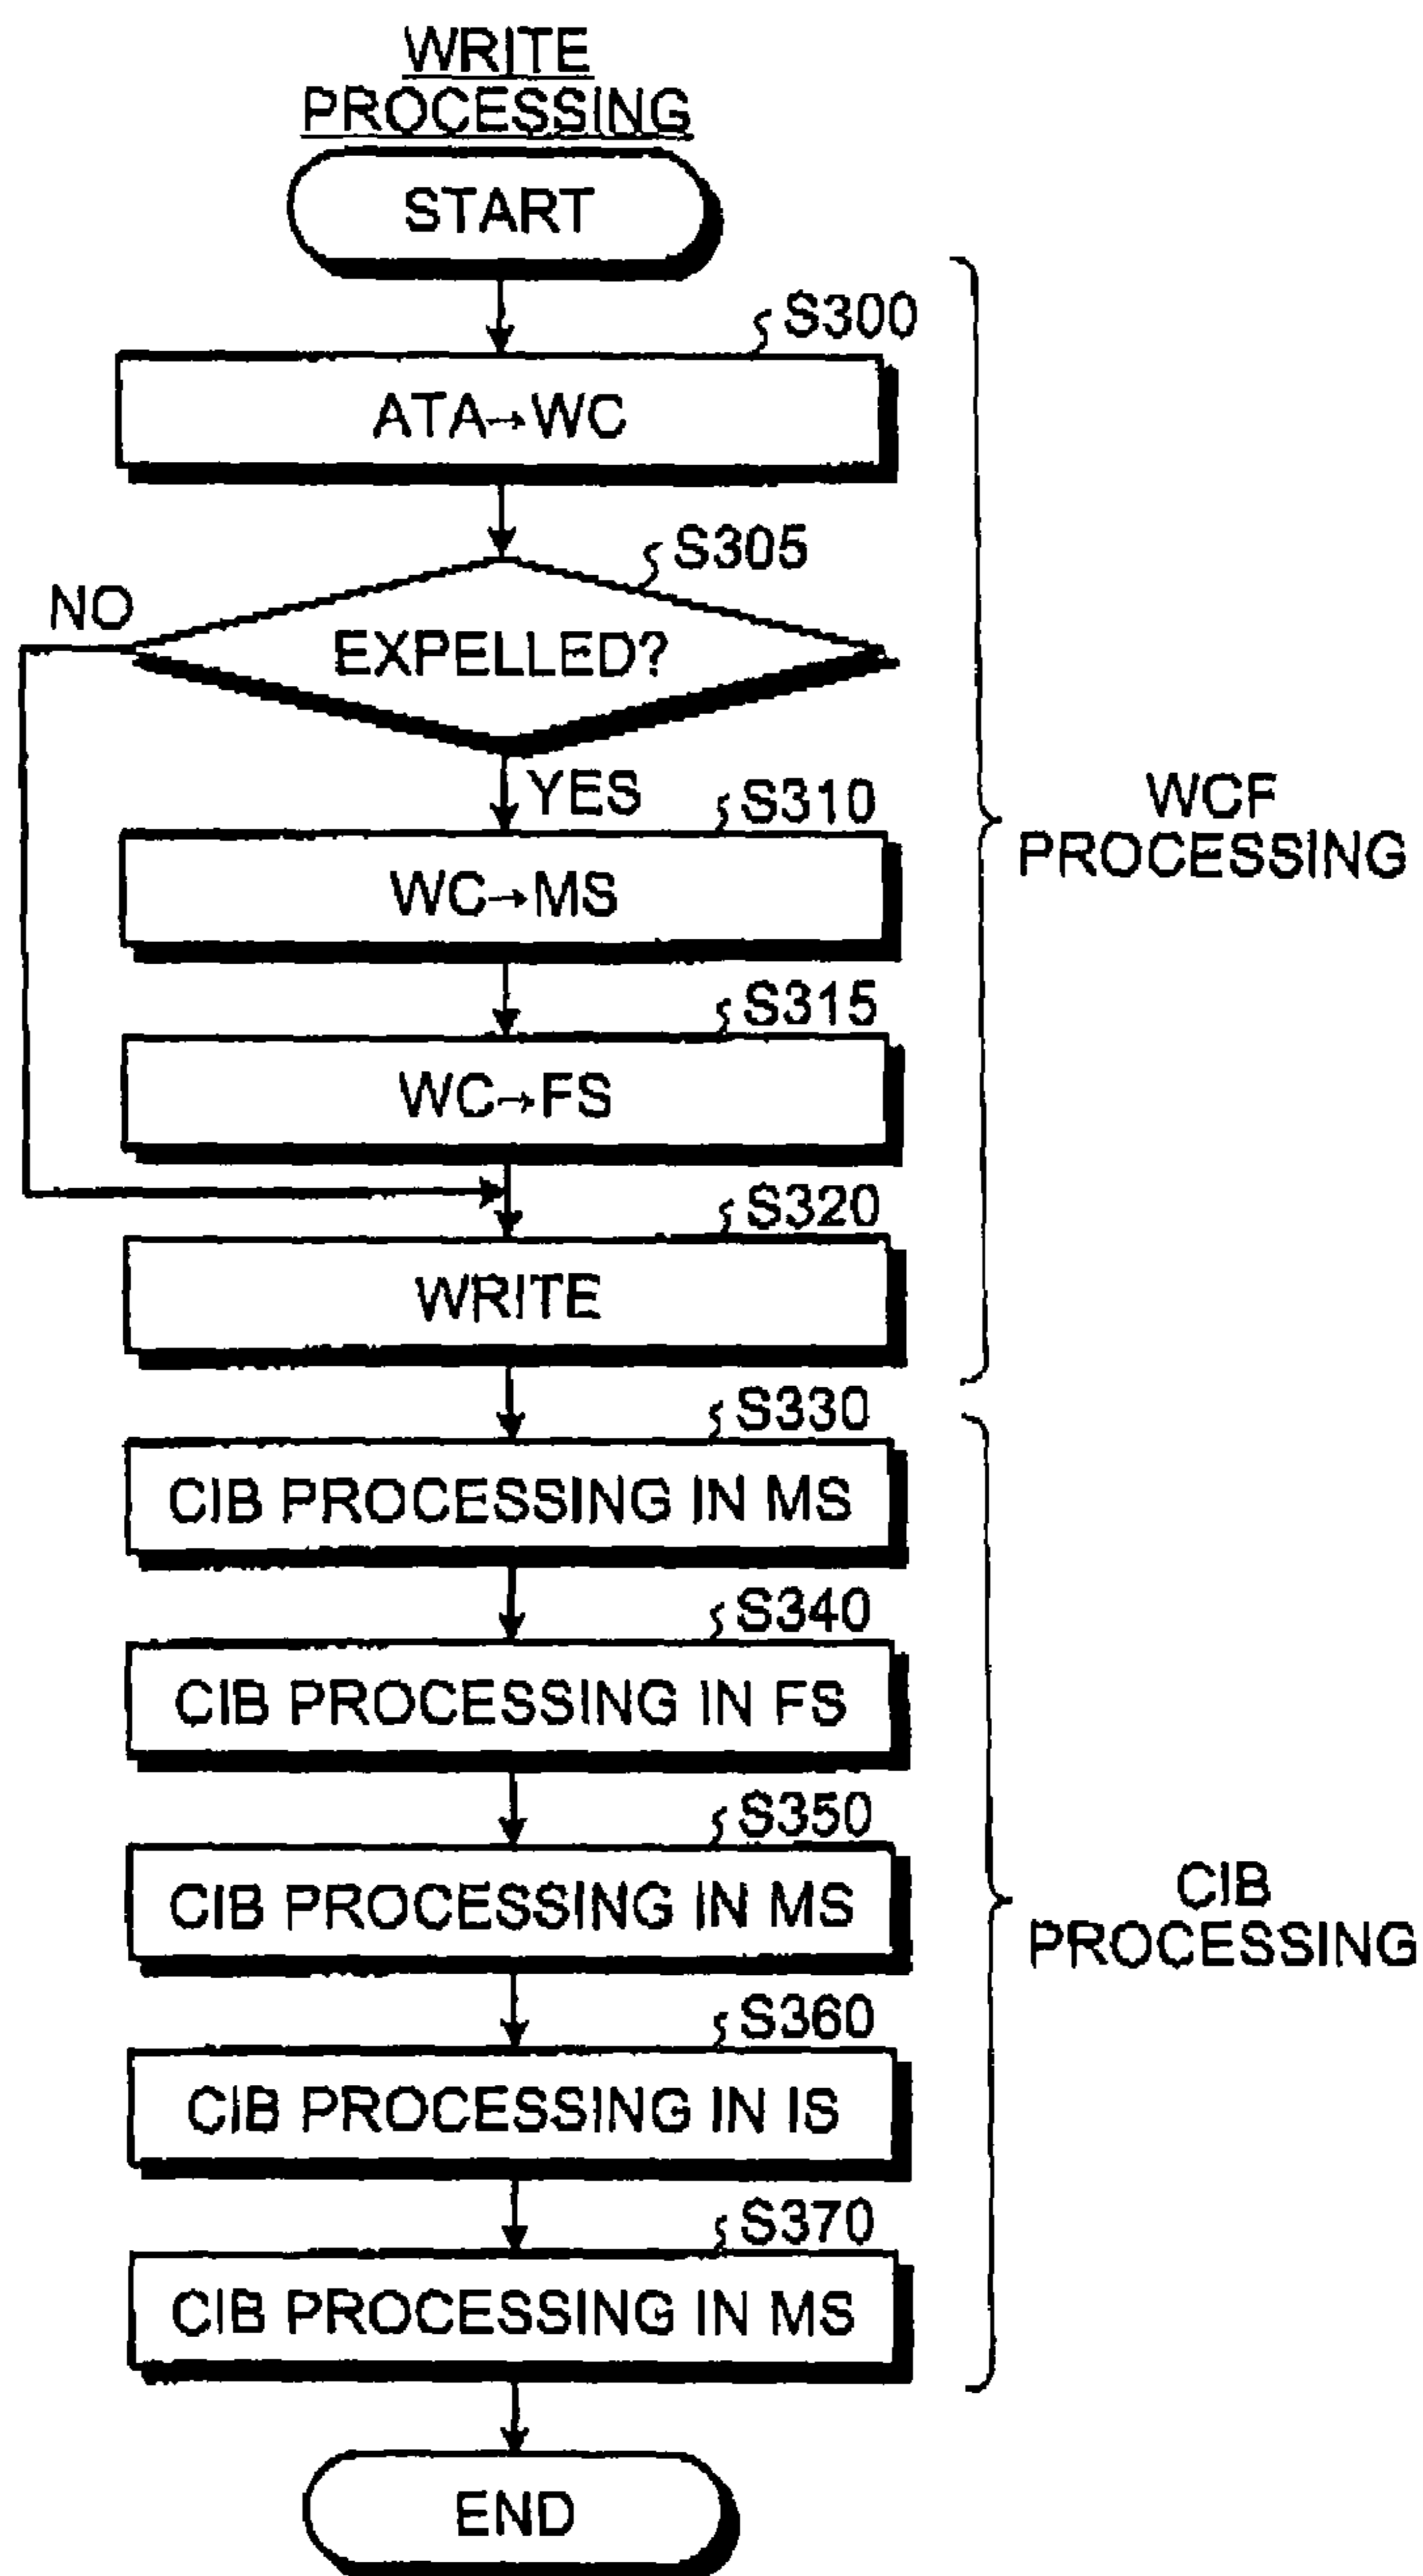 WRITE
PROCESSING
START
S300
ATA→WC
S305
NO
EXPELLED?
YES
S310
WC→MS
WCF
PROCESSING
S315
WC→FS
S320
WRITE
S330
CIB PROCESSING IN MS
S340
CIB PROCESSING IN FS
S350
CIB PROCESSING IN MS
CIB
PROCESSING
S360
CIB PROCESSING IN IS
S370
CIB PROCESSING IN MS
END